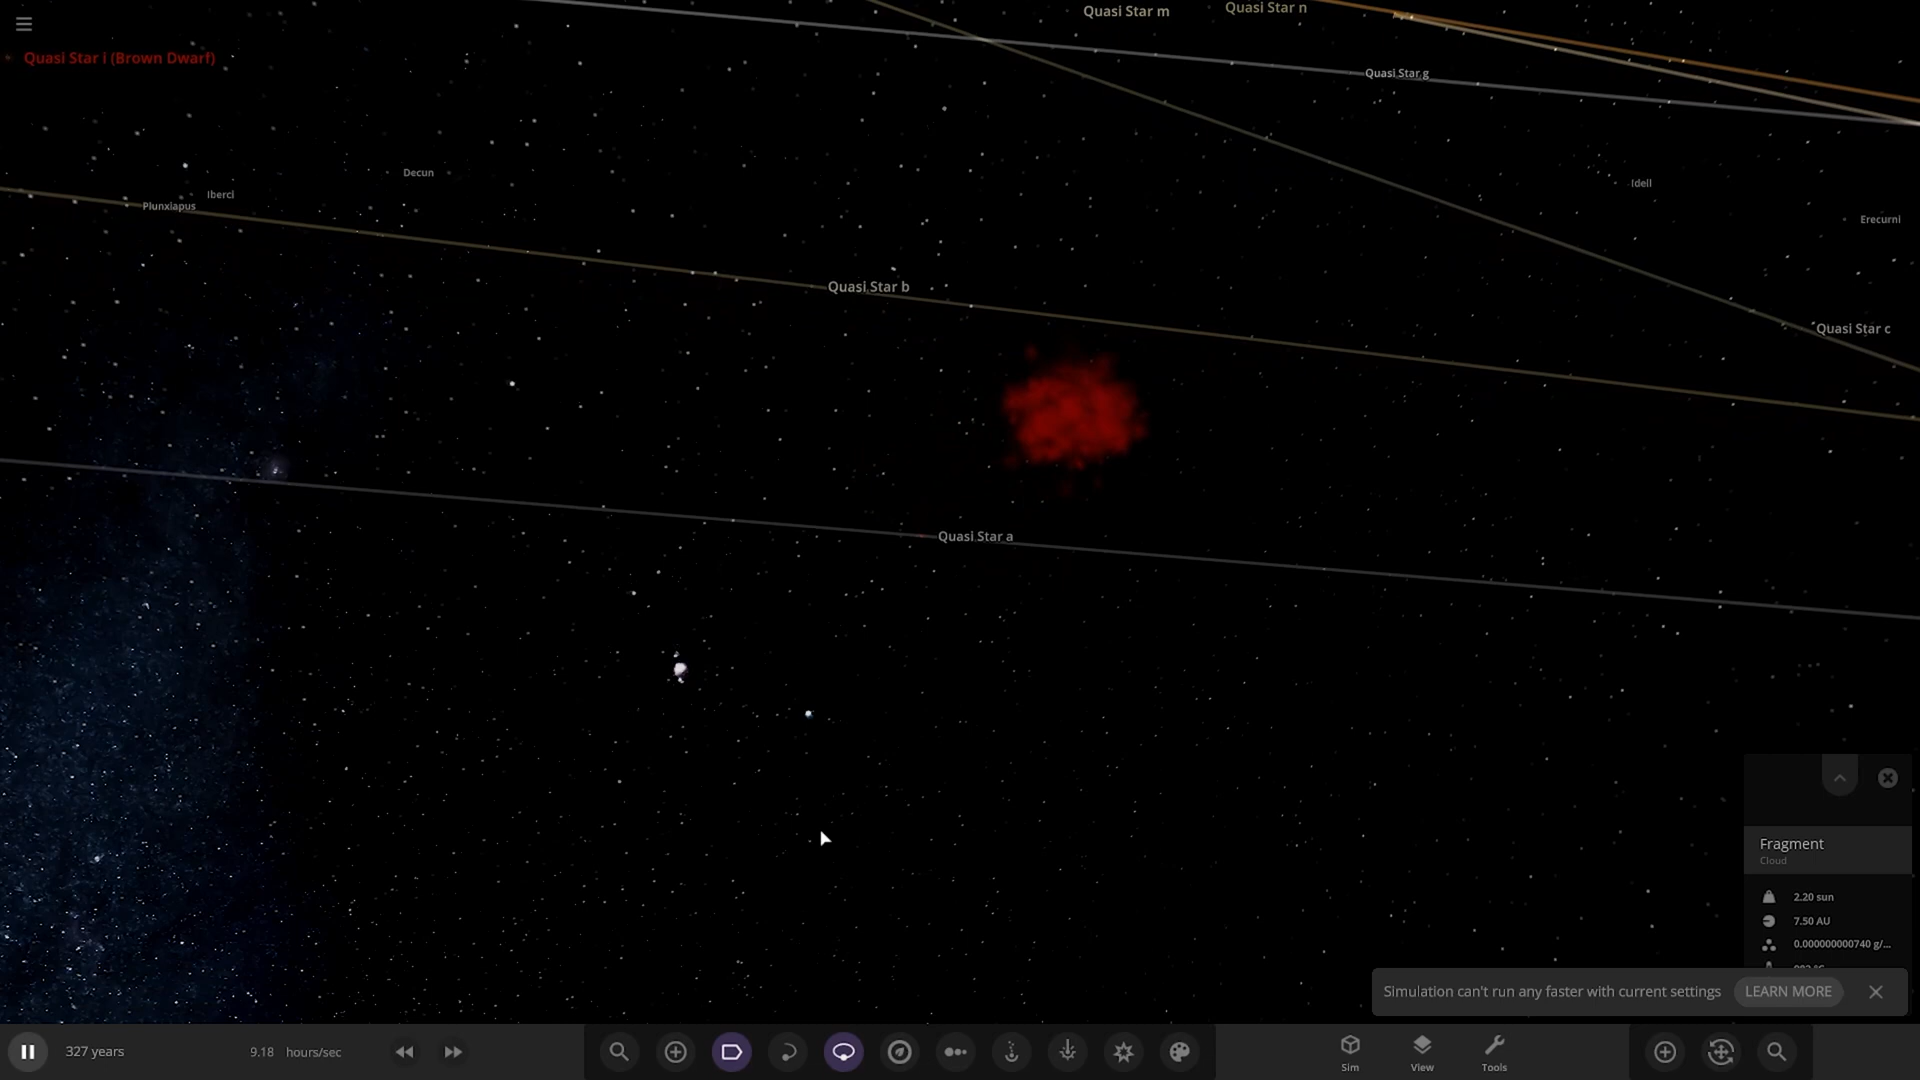 Quasi Star m
Quasi Star n
Quasi Star i (Brown Dwarf)
Quasi Star g
Decun
Iberci
Plunxiapus
Idell
Erecurni
Quasi Star b
Quasi Star c
Quasi Star a
Fragment
Cloud
2.20 sun
7.50 AU
0.000000000740 g/...
Simulation can't run any faster with current settings
LEARN MORE
327 years
9.18 hours/sec
Sim
View
Tools